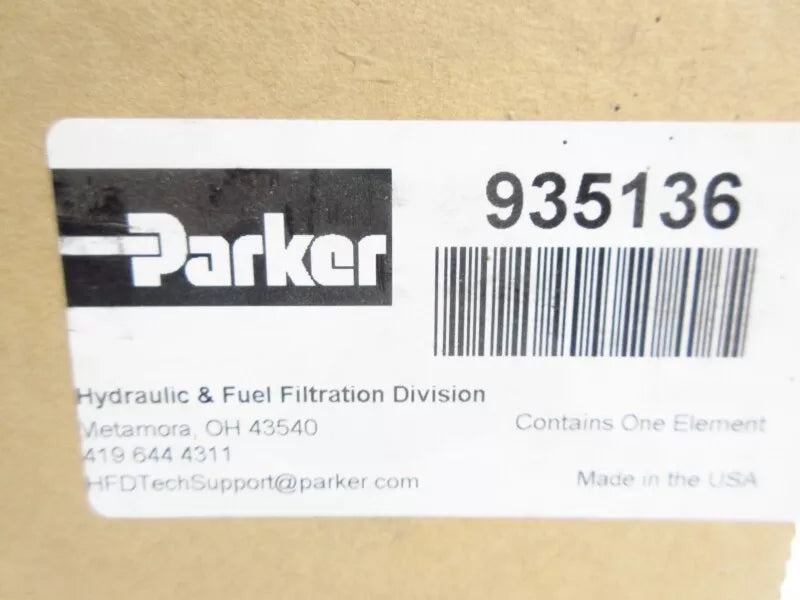 Parker
935136
Hydraulic & Fuel Filtration Division
Metamora, OH 43540
419 644 4311
HFDTechSupport@parker com
Contains One Element
Made in the USA